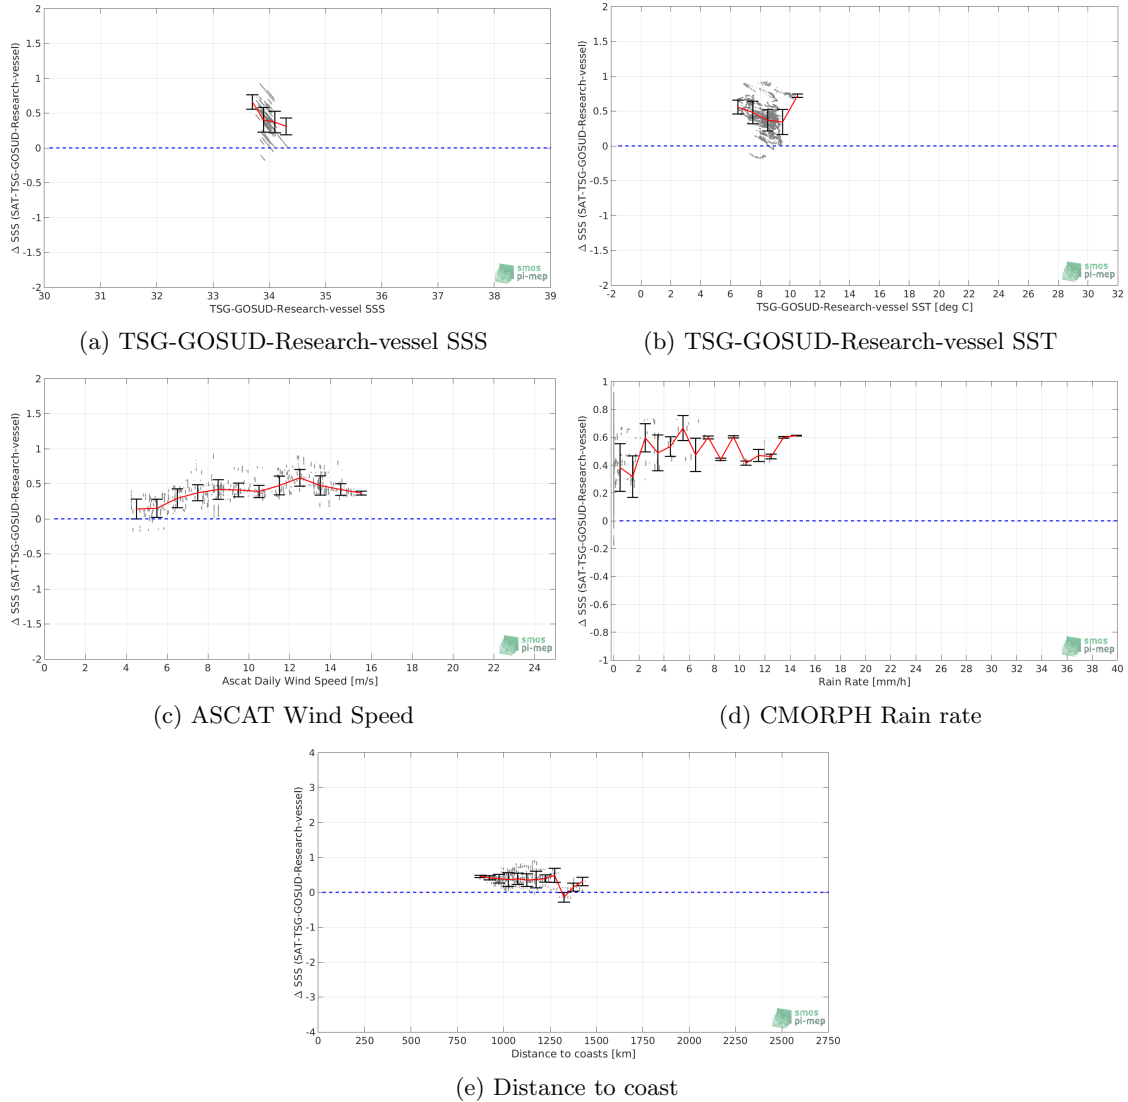 2
1.5
1
0.5
0
0.5
1
1.5
2
Δ SSS (SAT-TSG-GOSUD-Research-vessel)
30 31 32 33 34 35 36 37 38 39
TSG-GOSUD-Research-vessel SSS
smos
pi-mep
(a) TSG-GOSUD-Research-vessel SSS
2
1.5
1
0.5
0
-0.5
-1
-1.5
-2
Δ SSS (SAT-TSG-GOSUD-Research-vessel)
-2 0 2 4 6 8 10 12 14 16 18 20 22 24 26 28 30 32
TSG-GOSUD-Research-vessel SST [deg C]
smos
pi-mep
(b) TSG-GOSUD-Research-vessel SST
2
1.5
1
0.5
0
-0.5
-1
-1.5
-2
Δ SSS (SAT-TSG-GOSUD-Research-vessel)
0 2 4 6 8 10 12 14 16 18 20 22 24
Ascat Daily Wind Speed [m/s]
smos
pi-mep
(c) ASCAT Wind Speed
1
0.8
0.6
0.4
0.2
0
-0.2
-0.4
-0.6
-0.8
-1
Δ SSS (SAT-TSG-GOSUD-Research-vessel)
0 2 4 6 8 10 12 14 16 18 20 22 24 26 28 30 32 34 36 38 40
Rain Rate [mm/h]
smos
pi-mep
(d) CMORPH Rain rate
4
3
2
1
0
-1
-2
-3
-4
Δ SSS (SAT-TSG-GOSUD-Research-vessel)
0 250 500 750 1000 1250 1500 1750 2000 2250 2500 2750
Distance to coasts [km]
smos
pi-mep
(e) Distance to coast